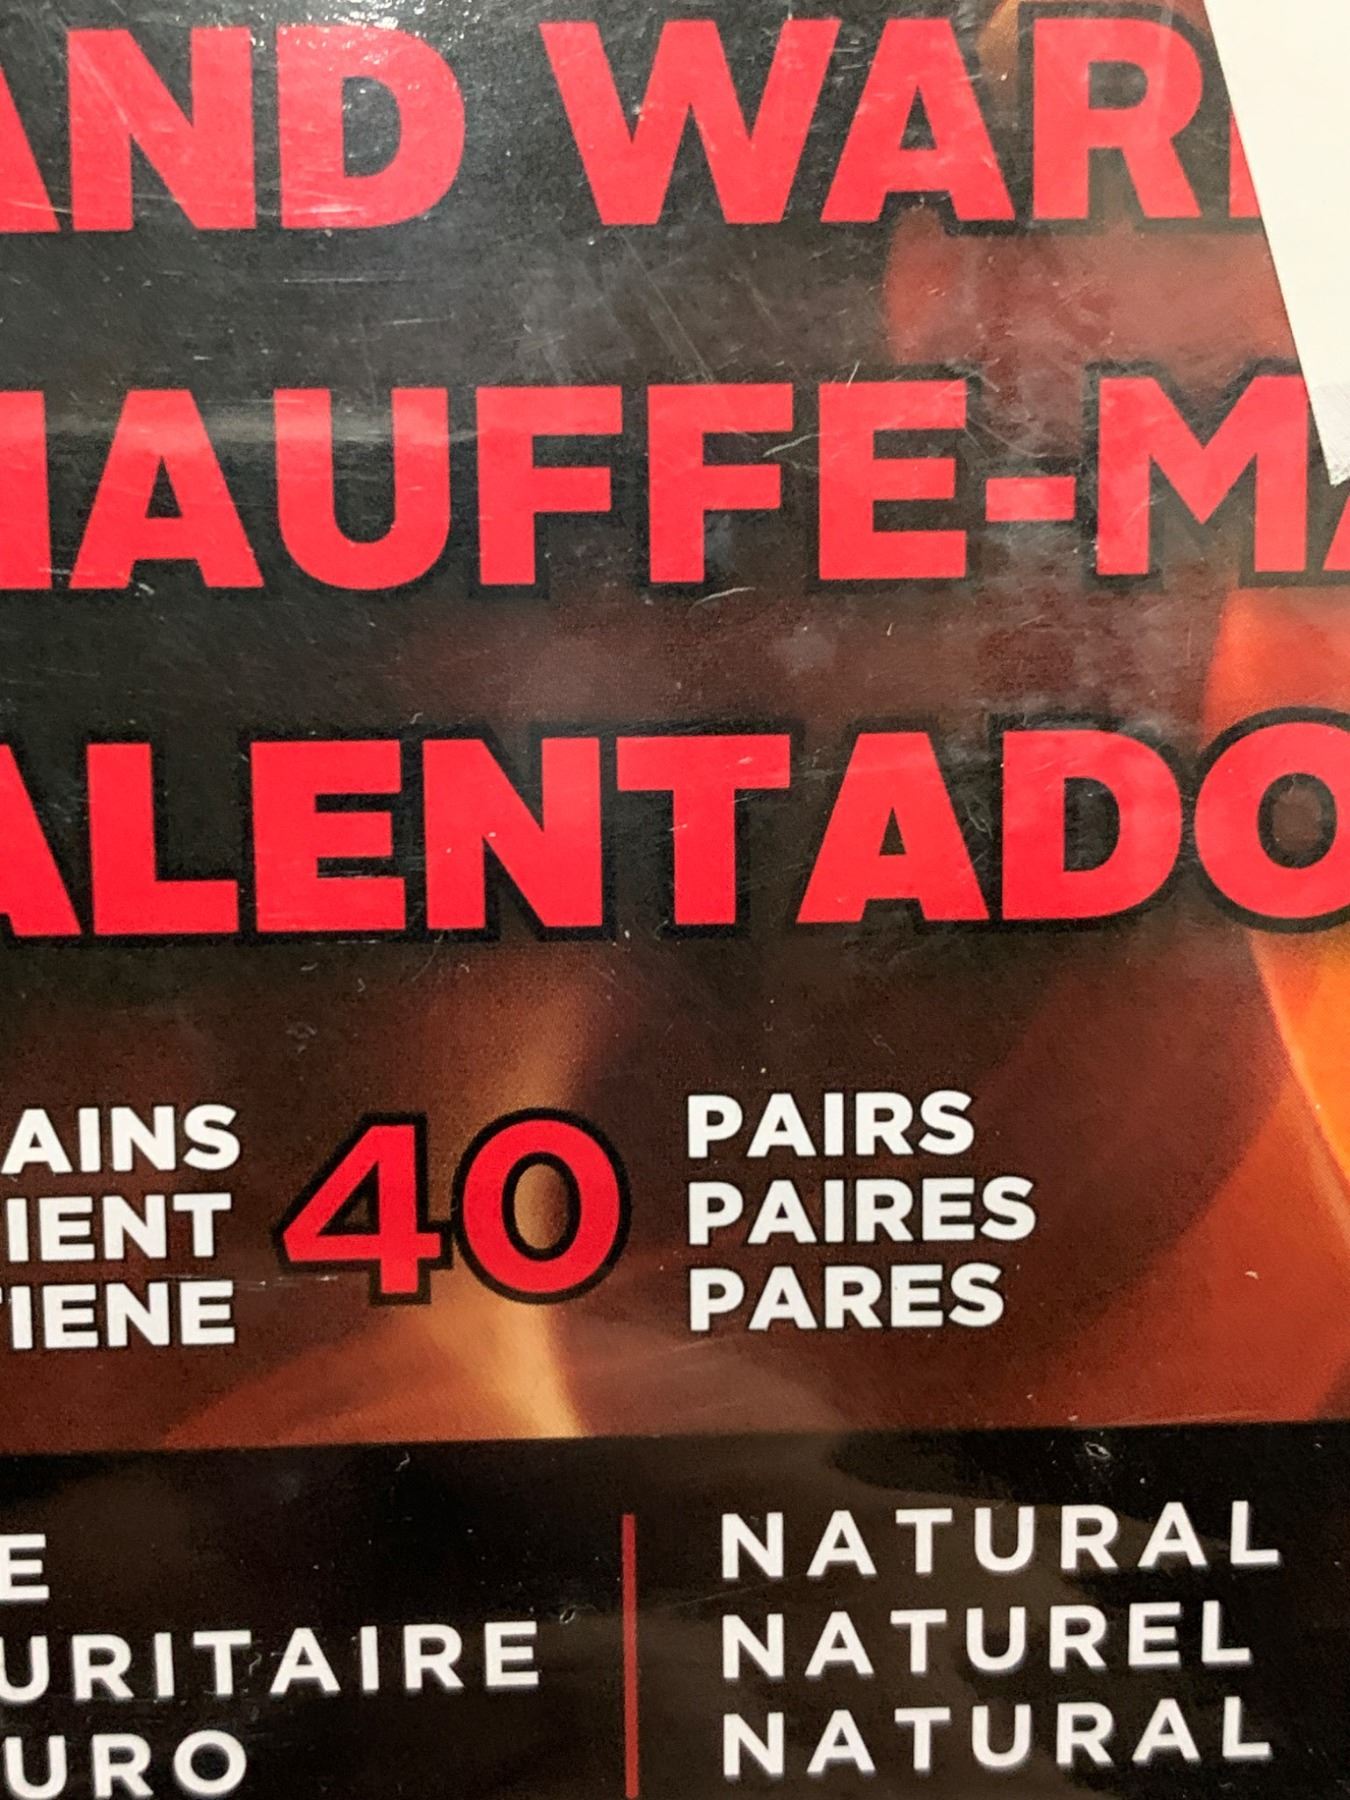 AND WAR
HAUFFE-MA
ALENTADO
AINS 40 PAIRS
IENT PAIRES
TIENE PARES
E NATURAL
URITAIRE NATUREL
URO NATURAL